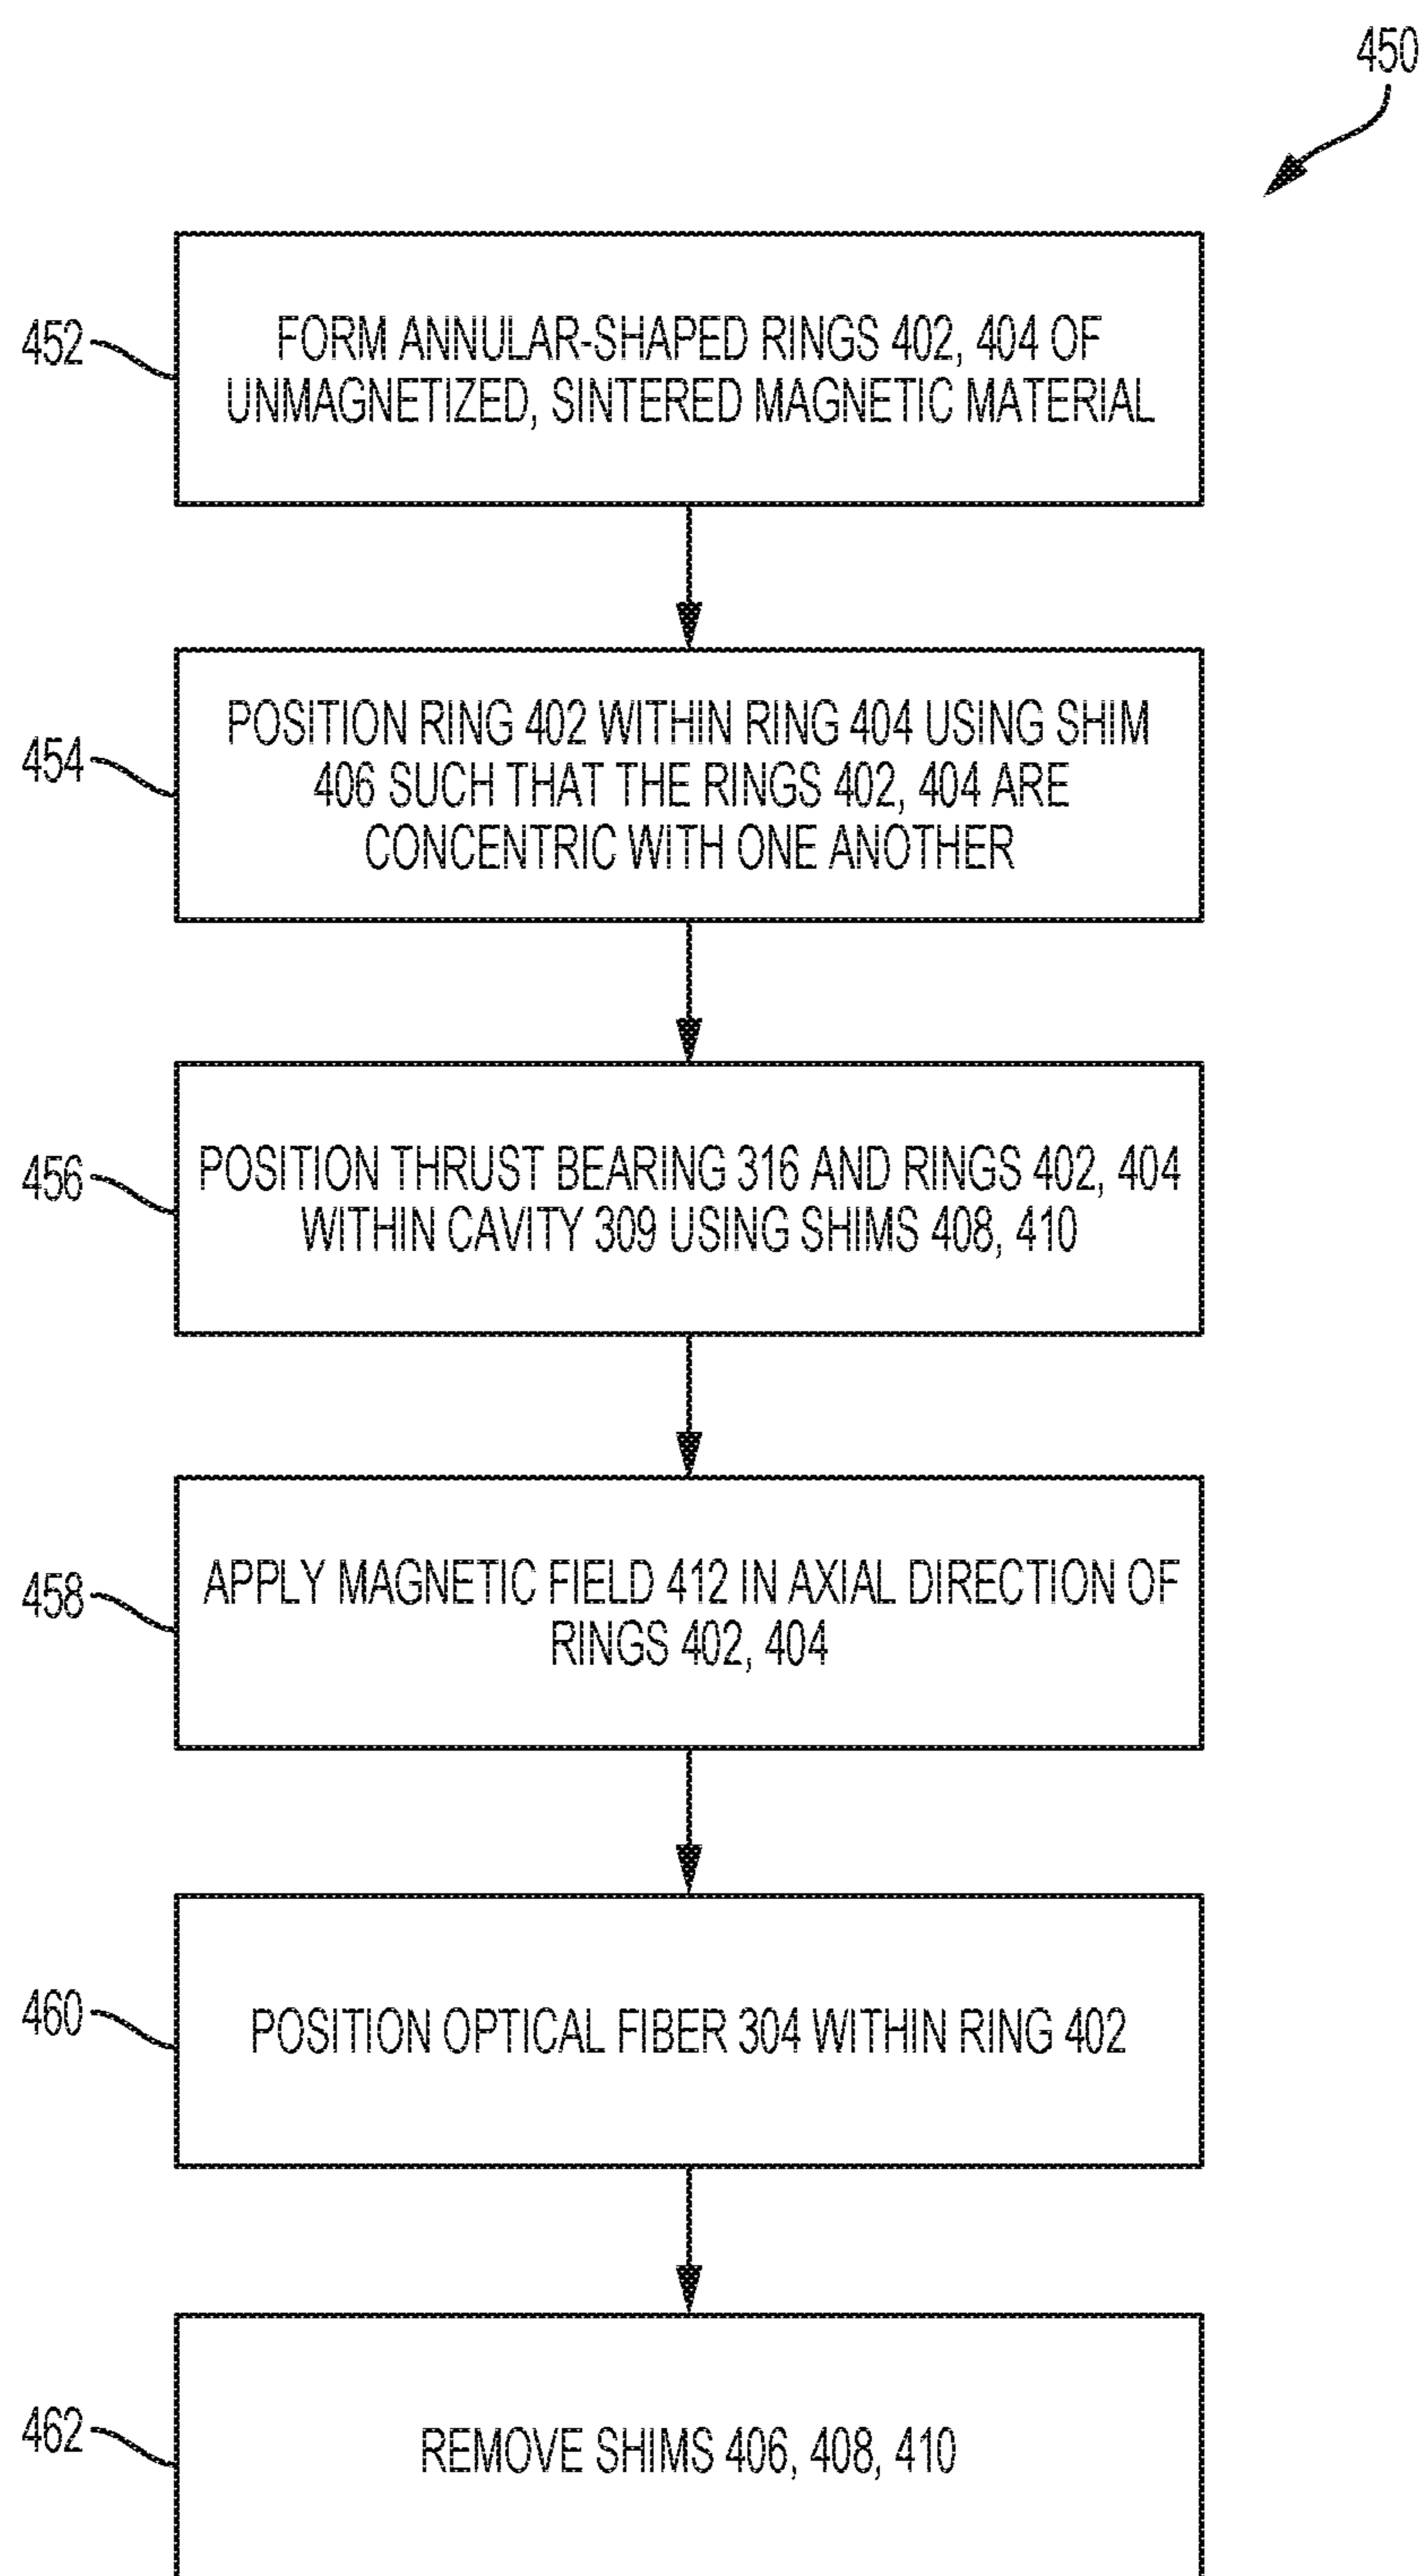 450
452
FORM ANNULAR-SHAPED RINGS 402, 404 OF
UNMAGNETIZED, SINTERED MAGNETIC MATERIAL
454
POSITION RING 402 WITHIN RING 404 USING SHIM
406 SUCH THAT THE RINGS 402, 404 ARE
CONCENTRIC WITH ONE ANOTHER
456
POSITION THRUST BEARING 316 AND RINGS 402, 404
WITHIN CAVITY 309 USING SHIMS 408, 410
458
APPLY MAGNETIC FIELD 412 IN AXIAL DIRECTION OF
RINGS 402, 404
460
POSITION OPTICAL FIBER 304 WITHIN RING 402
462
REMOVE SHIMS 406, 408, 410